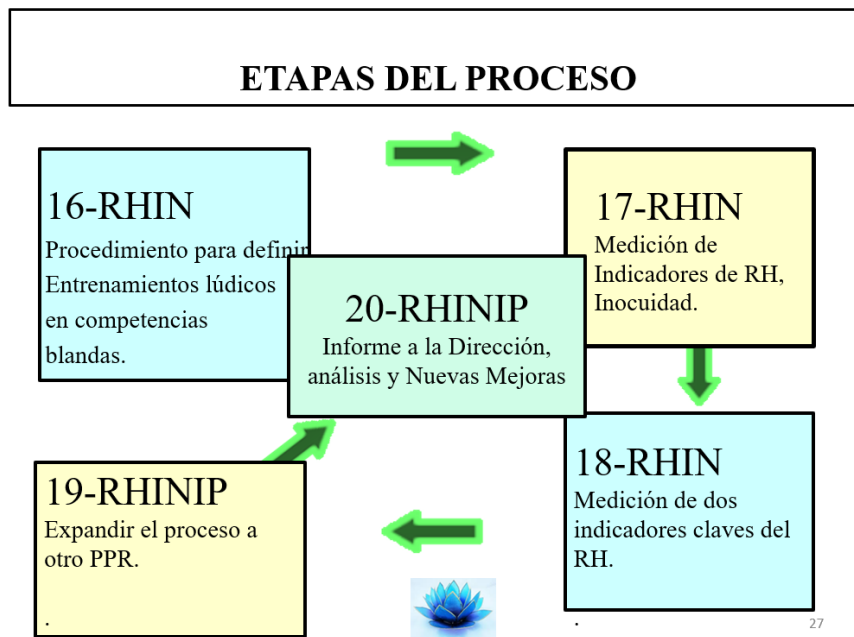 ETAPAS DEL PROCESO
16-RHIN
Procedimiento para definir
Entrenamientos lúdicos
en competencias
blandas.
17-RHIN
Medición de
Indicadores de RH,
Inocuidad.
18-RHIN
Medición de dos
indicadores claves del
RH.
.
19-RHINIP
Expandir el proceso a
otro PPR.
.
20-RHINIP
Informe a la Dirección,
análisis y Nuevas Mejoras
27